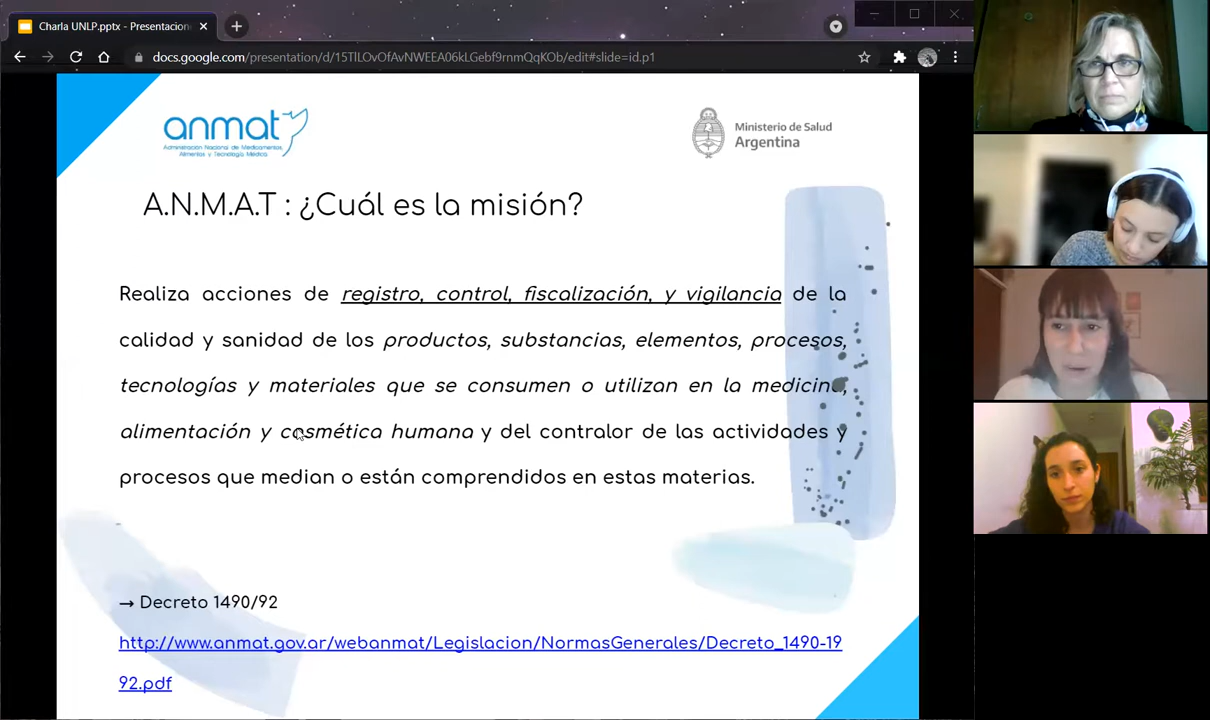 Charla UNLP.pptx - Presentacion
docs.google.com/presentation/d/15TlLOvOfAvNWEEA06kLGebf9rnmQqKOb/edit#slide=id.p1
anmat
Administración Nacional de Medicamentos,
Alimentos y Tecnología Médica.
Ministerio de Salud
Argentina
A.N.M.A.T : ¿Cuál es la misión?
Realiza acciones de registro, control, fiscalización, y vigilancia de la
calidad y sanidad de los productos, substancias, elementos, procesos,
tecnologías y materiales que se consumen o utilizan en la medicina,
alimentación y cosmética humana y del contralor de las actividades y
procesos que median o están comprendidos en estas materias.
→ Decreto 1490/92
http://www.anmat.gov.ar/webanmat/Legislacion/NormasGenerales/Decreto_1490-19
92.pdf